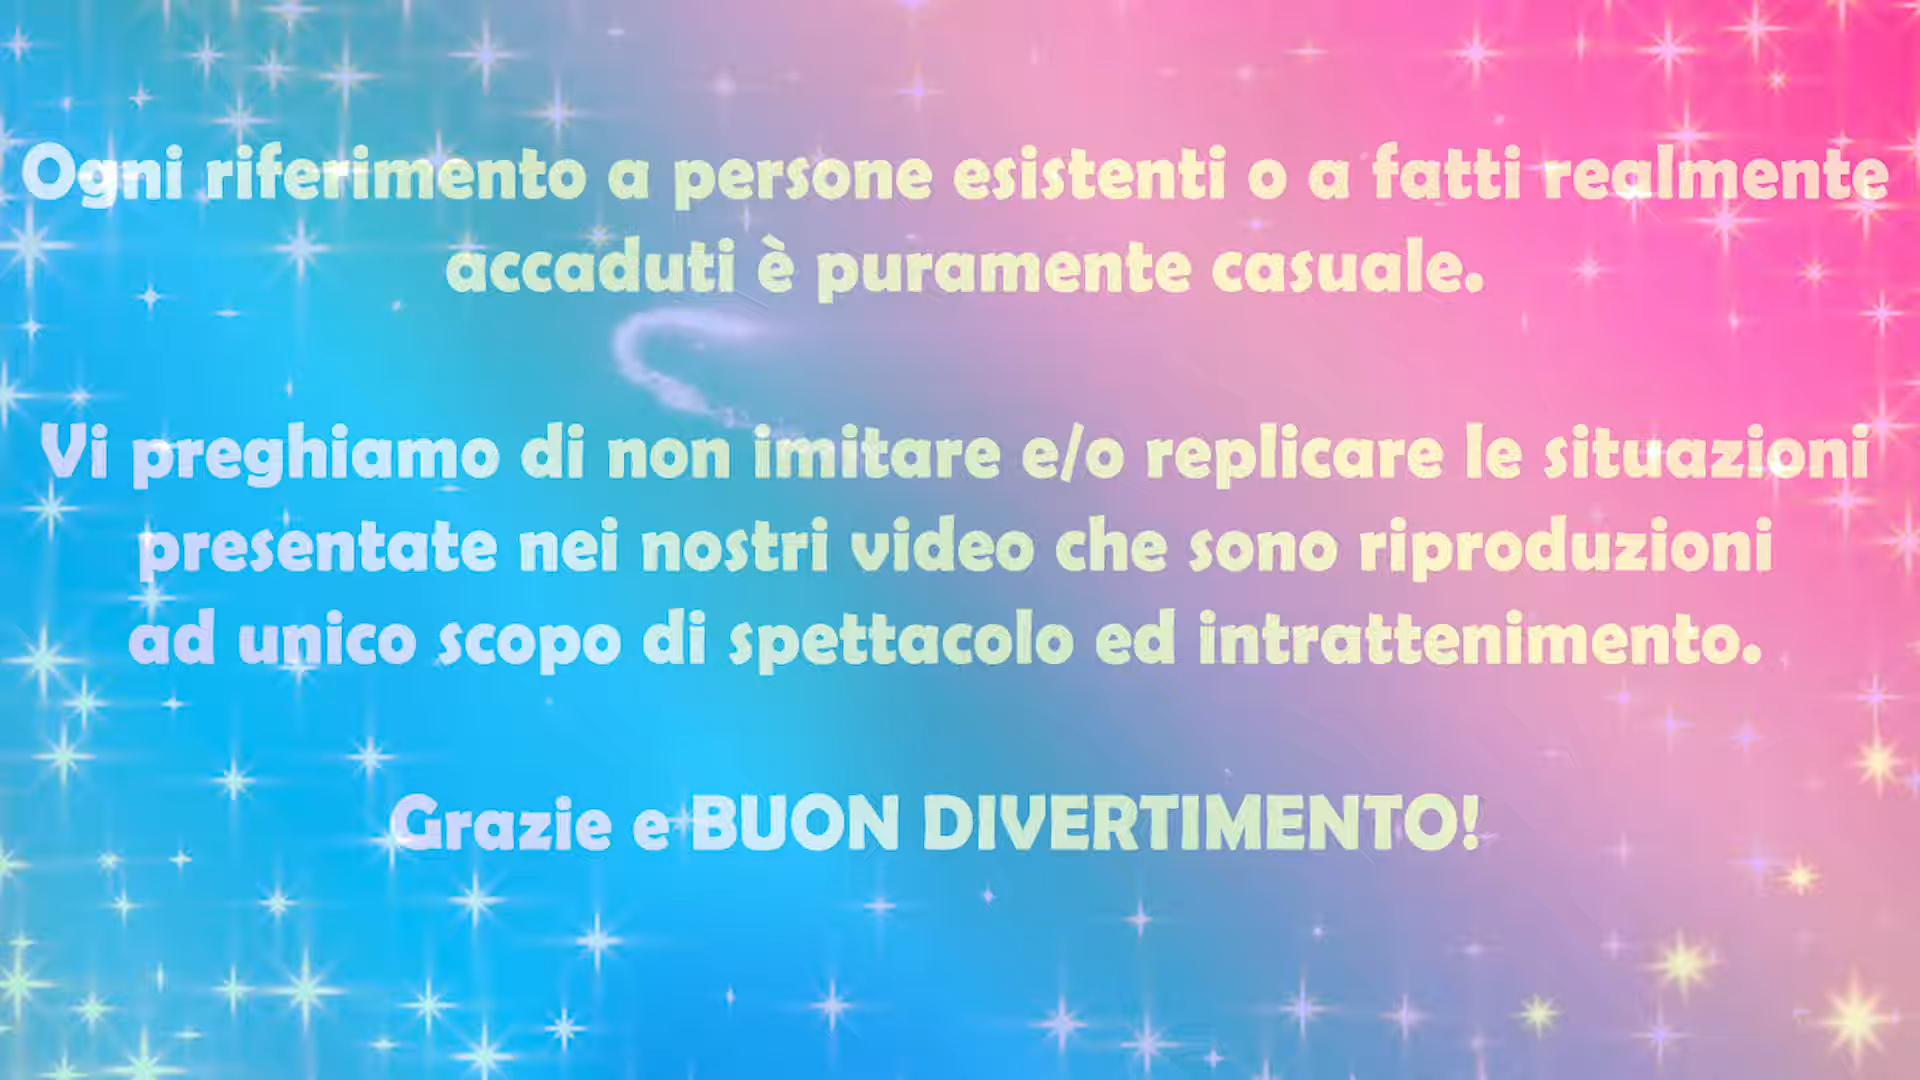 Ogni riferimento a persone esistenti o a fatti realmente
accaduti è puramente casuale.
Vi preghiamo di non imitare e/o replicare le situazioni
presentate nei nostri video che sono riproduzioni
ad unico scopo di spettacolo ed intrattenimento.
Grazie e BUON DIVERTIMENTO!